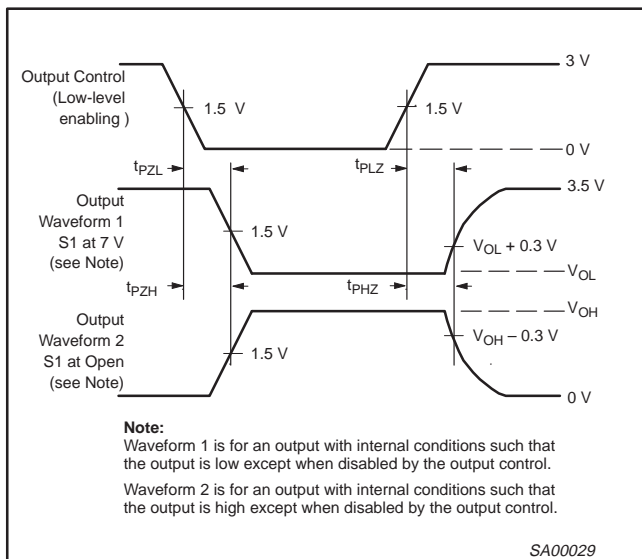 3 V
Output Control
(Low-level
enabling )
1.5 V
1.5 V
0 V
tPZL
tPLZ
Output
Waveform 1
S1 at 7 V
(see Note)
3.5 V
1.5 V
VOL + 0.3 V
VOL
tPZH
tPHZ
VOH
Output
Waveform 2
S1 at Open
(see Note)
1.5 V
VOH – 0.3 V
0 V
Note:
Waveform 1 is for an output with internal conditions such that
the output is low except when disabled by the output control.
Waveform 2 is for an output with internal conditions such that
the output is high except when disabled by the output control.
SA00029